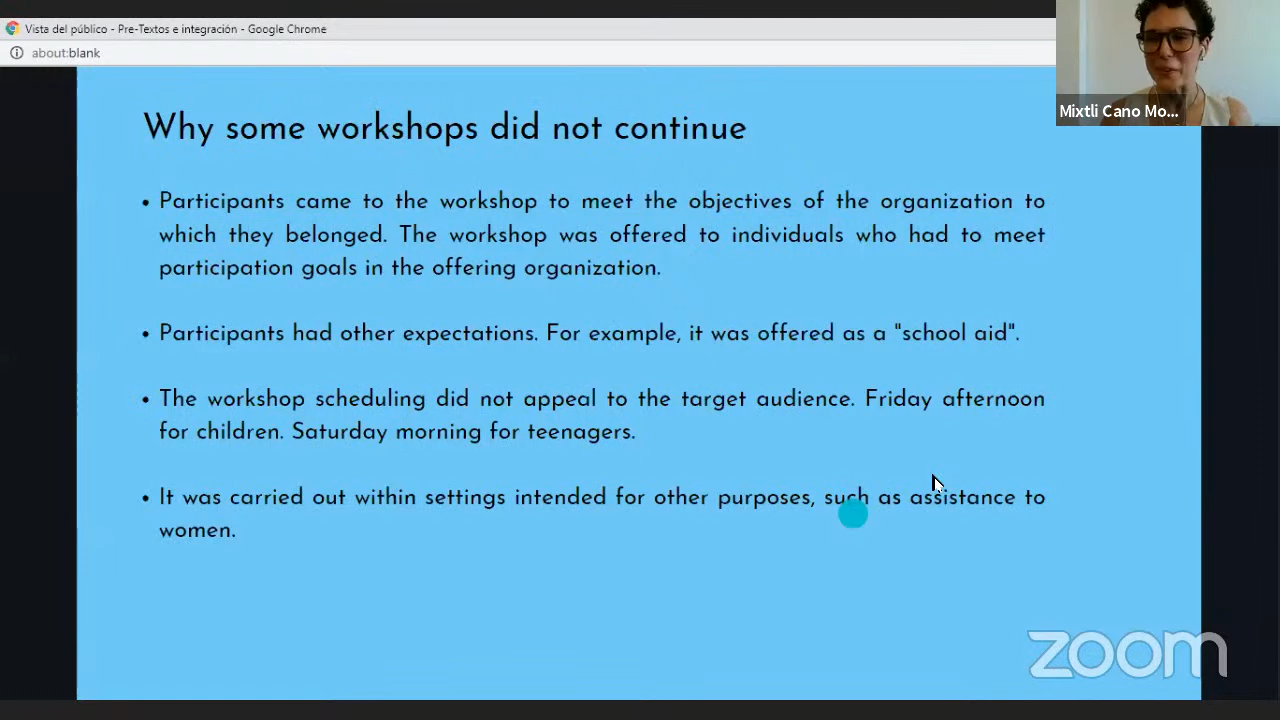 Vista del público - Pre-Textos e integración - Google Chrome
about:blank
Mixtli Cano Mo...
Why some workshops did not continue
• Participants came to the workshop to meet the objectives of the organization to
which they belonged. The workshop was offered to individuals who had to meet
participation goals in the offering organization.
• Participants had other expectations. For example, it was offered as a "school aid".
• The workshop scheduling did not appeal to the target audience. Friday afternoon
for children. Saturday morning for teenagers.
• It was carried out within settings intended for other purposes, such as assistance to
women.
zoom